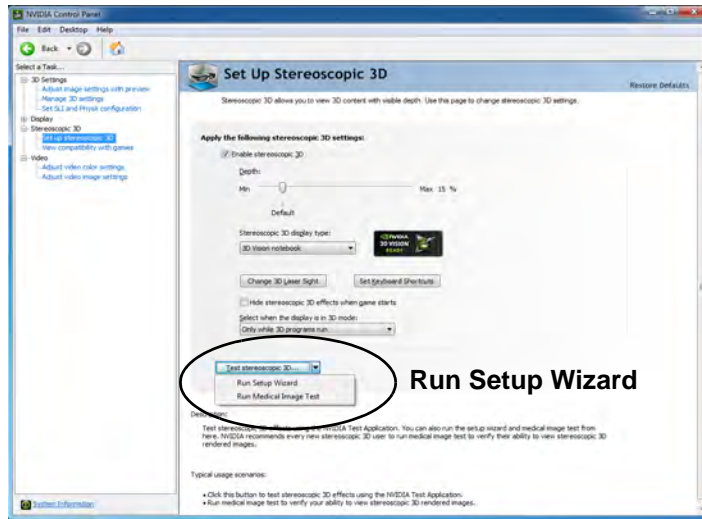 NVIDIA Control Panel
File Edit Desktop Help
Back
Select a Task...
3D Settings
Adjust image settings with preview
Manage 3D settings
Set SLI and PhysX configuration
Display
Stereoscopic 3D
Set up stereoscopic 3D
View compatibility with games
Video
Adjust video color settings
Adjust video image settings
System Information
Set Up Stereoscopic 3D
Restore Defaults
Stereoscopic 3D allows you to view 3D content with visible depth. Use this page to change stereoscopic 3D settings.
Apply the following stereoscopic 3D settings:
Enable stereoscopic 3D
Depth:
Min Max 15 %
Default
Stereoscopic 3D display type:
3D Vision notebook
NVIDIA
3D VISION
READY
Change 3D Laser Sight Set Keyboard Shortcuts
Hide stereoscopic 3D effects when game starts
Select when the display is in 3D mode:
Only while 3D programs run
Test stereoscopic 3D...
Run Setup Wizard
Run Medical Image Test
Run Setup Wizard
Description:
Test stereoscopic 3D effects using the NVIDIA Test Application. You can also run the setup wizard and medical image test from
here. NVIDIA recommends every new stereoscopic 3D user to run medical image test to verify their ability to view stereoscopic 3D
rendered images.
Typical usage scenarios:
• Click this button to test stereoscopic 3D effects using the NVIDIA Test Application.
• Run medical image test to verify your ability to view stereoscopic 3D rendered images.